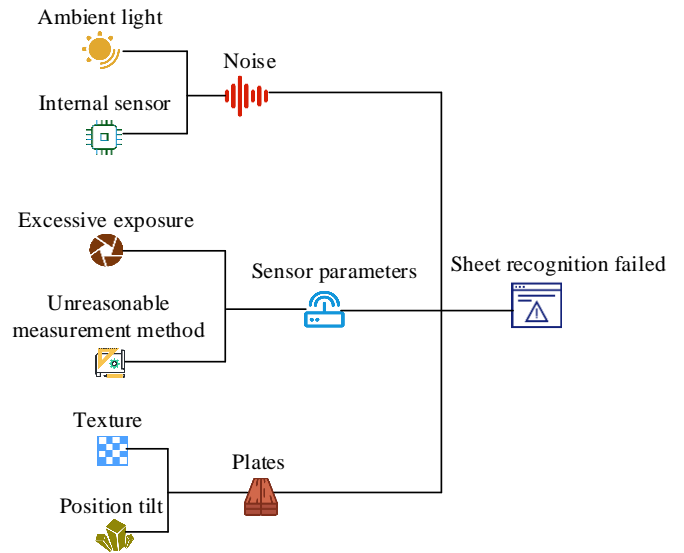 Ambient light
Noise
Internal sensor
Excessive exposure
Sensor parameters
Sheet recognition failed
Unreasonable
measurement method
Texture
Plates
Position tilt